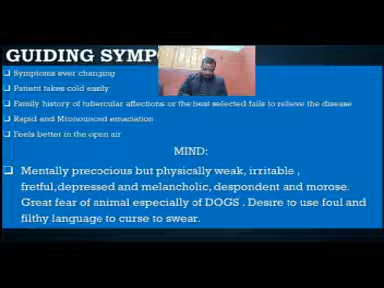 GUIDING SYMP
❑ Symptoms ever changing
❑ Patient takes cold easily
❑ Family history of tubercular affections or the best selected fails to relieve the disease
❑ Rapid and Mronounced emaciation
❑ Foels better in the open air
MIND:
❑ Mentally precocious but physically weak, irritable ,
fretful,depressed and melancholic, despondent and morose.
Great fear of animal especially of DOGS . Desire to use foul and
filthy language to curse to swear.